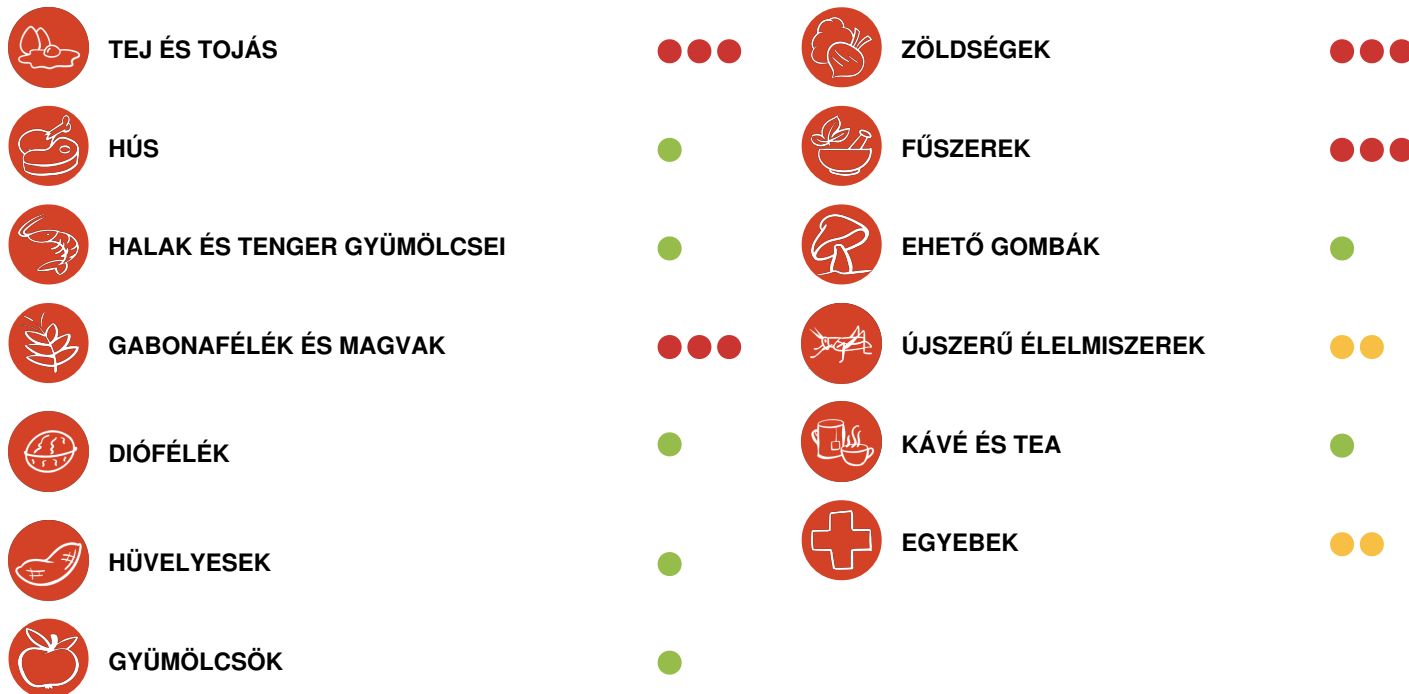 TEJ ÉS TOJÁS
HÚS
HALAK ÉS TENGER GYÜMÖLCSEI
GABONAFÉLÉK ÉS MAGVAK
DIÓFÉLÉK
HÜVELYESEK
GYÜMÖLCSÖK
ZÖLDSÉGEK
FŰSZEREK
EHETŐ GOMBÁK
ÚJSZERŰ ÉLELMISZEREK
KÁVÉ ÉS TEA
EGYEBEK